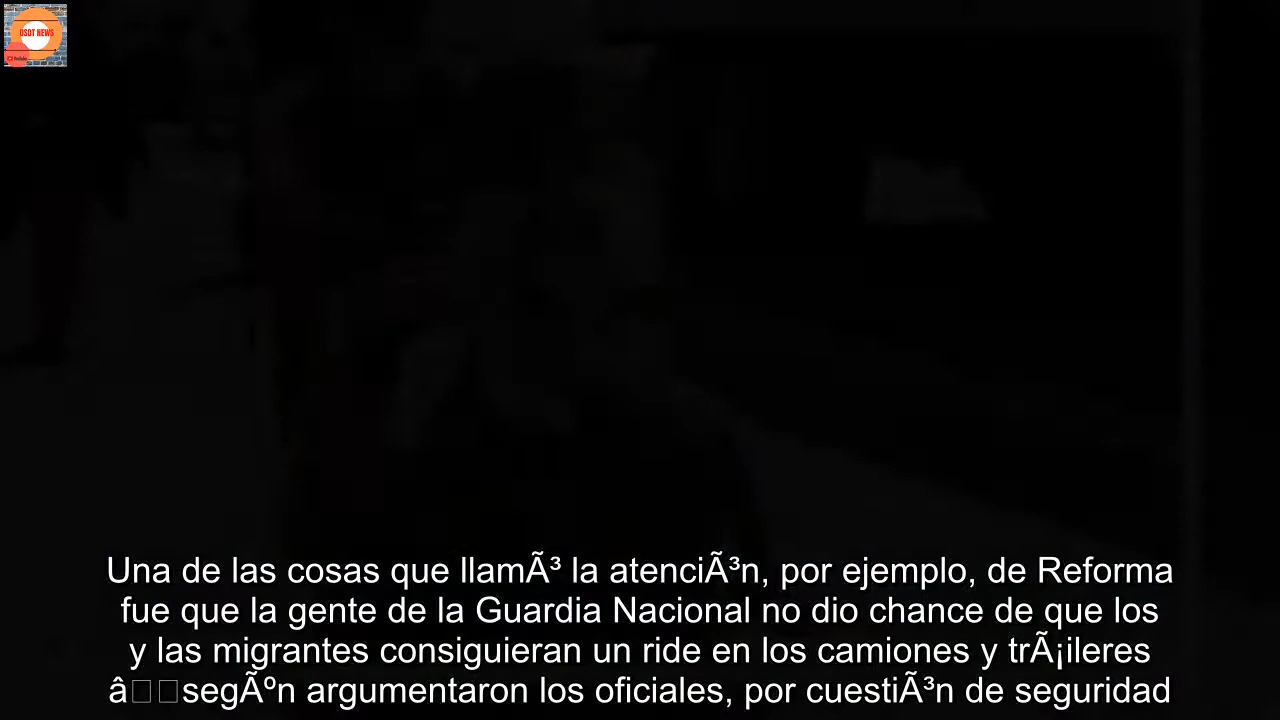 USOT NEWS
Una de las cosas que llamÃ³ la atenciÃ³n, por ejemplo, de Reforma
fue que la gente de la Guardia Nacional no dio chance de que los
y las migrantes consiguieran un ride en los camiones y trÃ¡ileres
â□□segÃºn argumentaron los oficiales, por cuestiÃ³n de seguridad